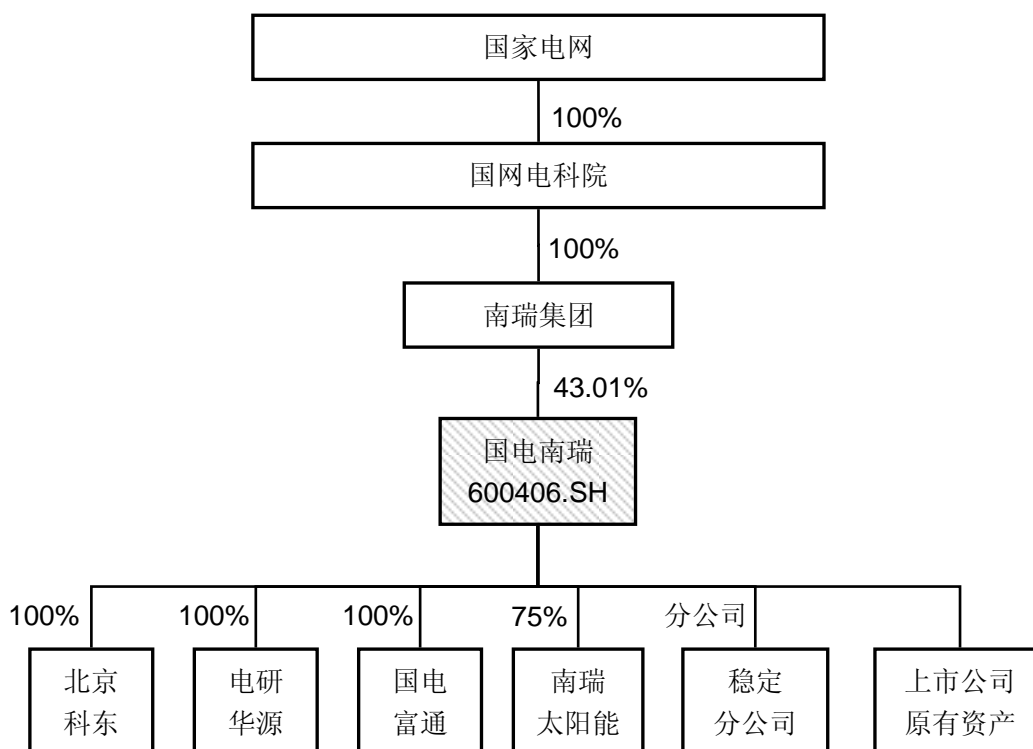 国家电网
100%
国网电科院
100%
南瑞集团
43.01%
国电南瑞
600406.SH
100%
100%
100%
75%
分公司
北京
科东
电研
华源
国电
富通
南瑞
太阳能
稳定
分公司
上市公司
原有资产